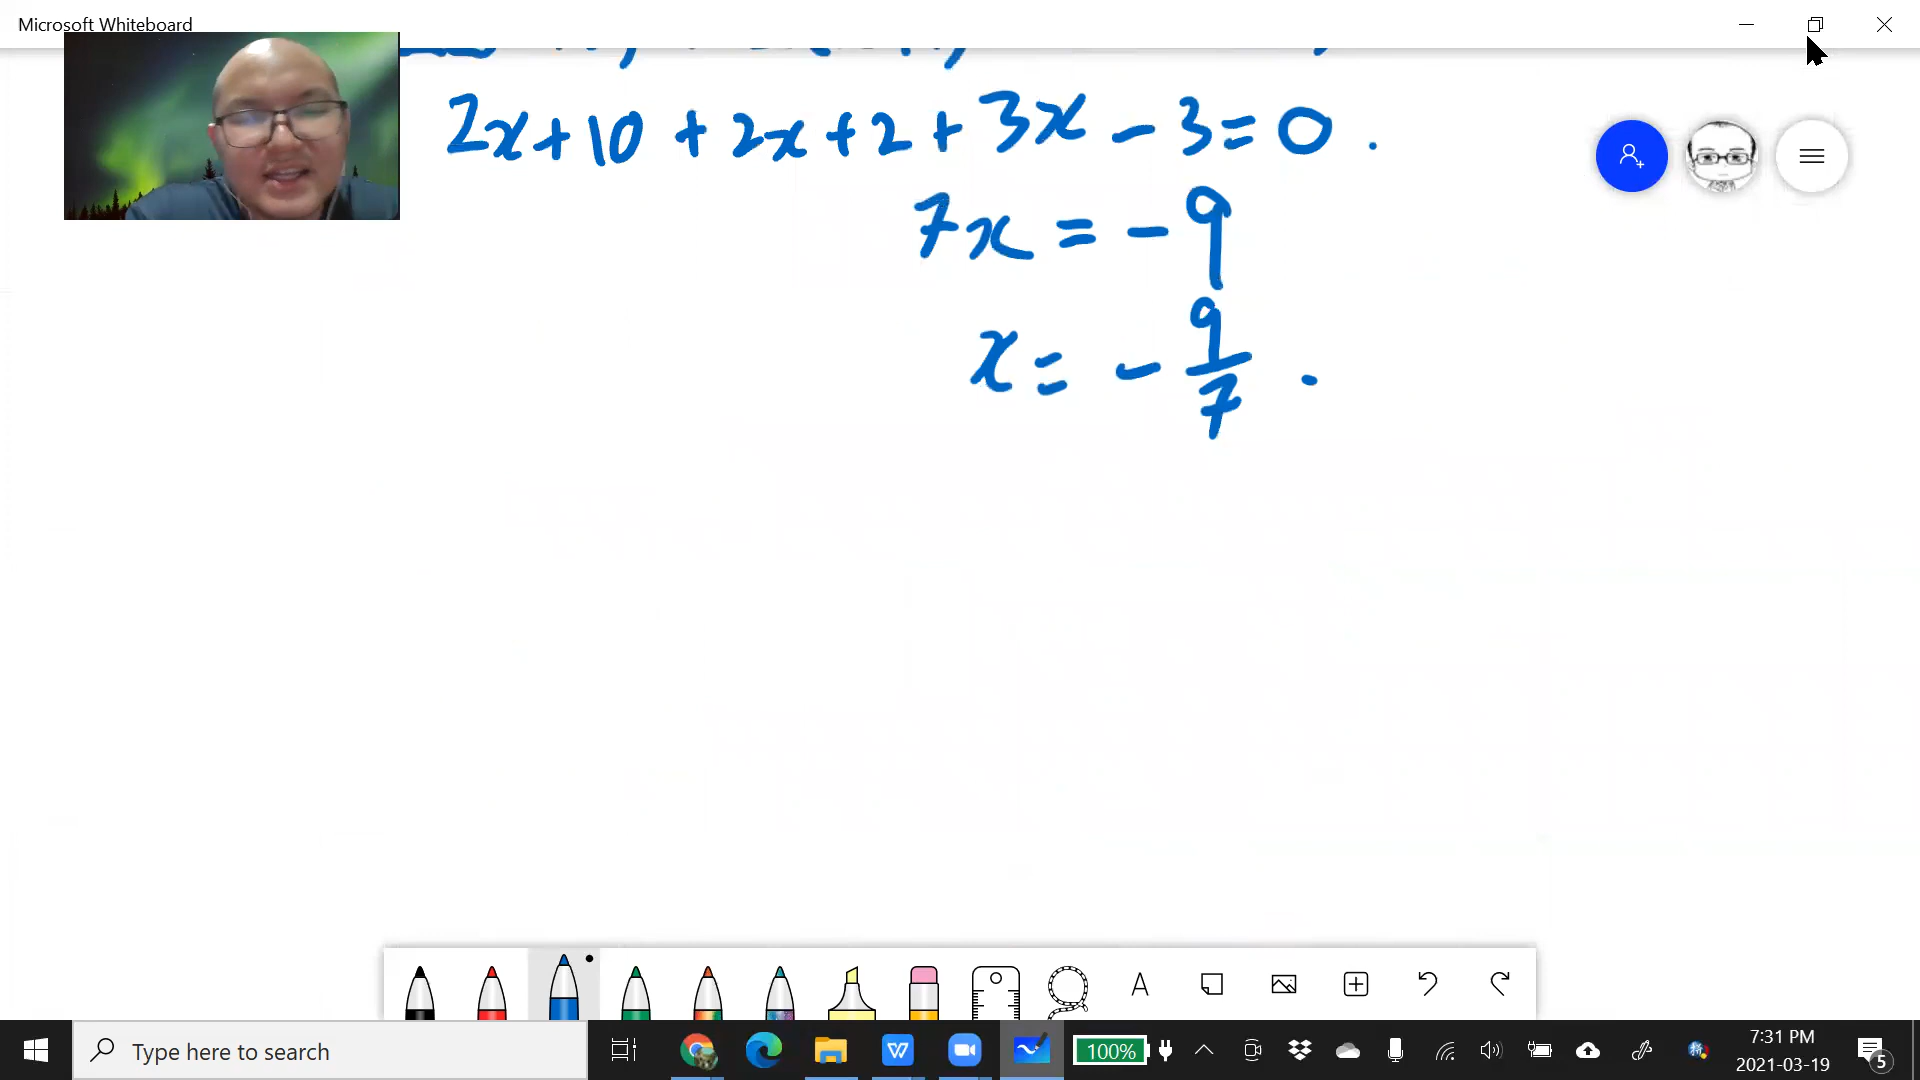 Microsoft Whiteboard
2x+10 + 2x + 2 + 3x - 3 = 0 .
7x = - 9
x = - 9/7 .
A
Type here to search
W
100%
7:31 PM
2021-03-19
5